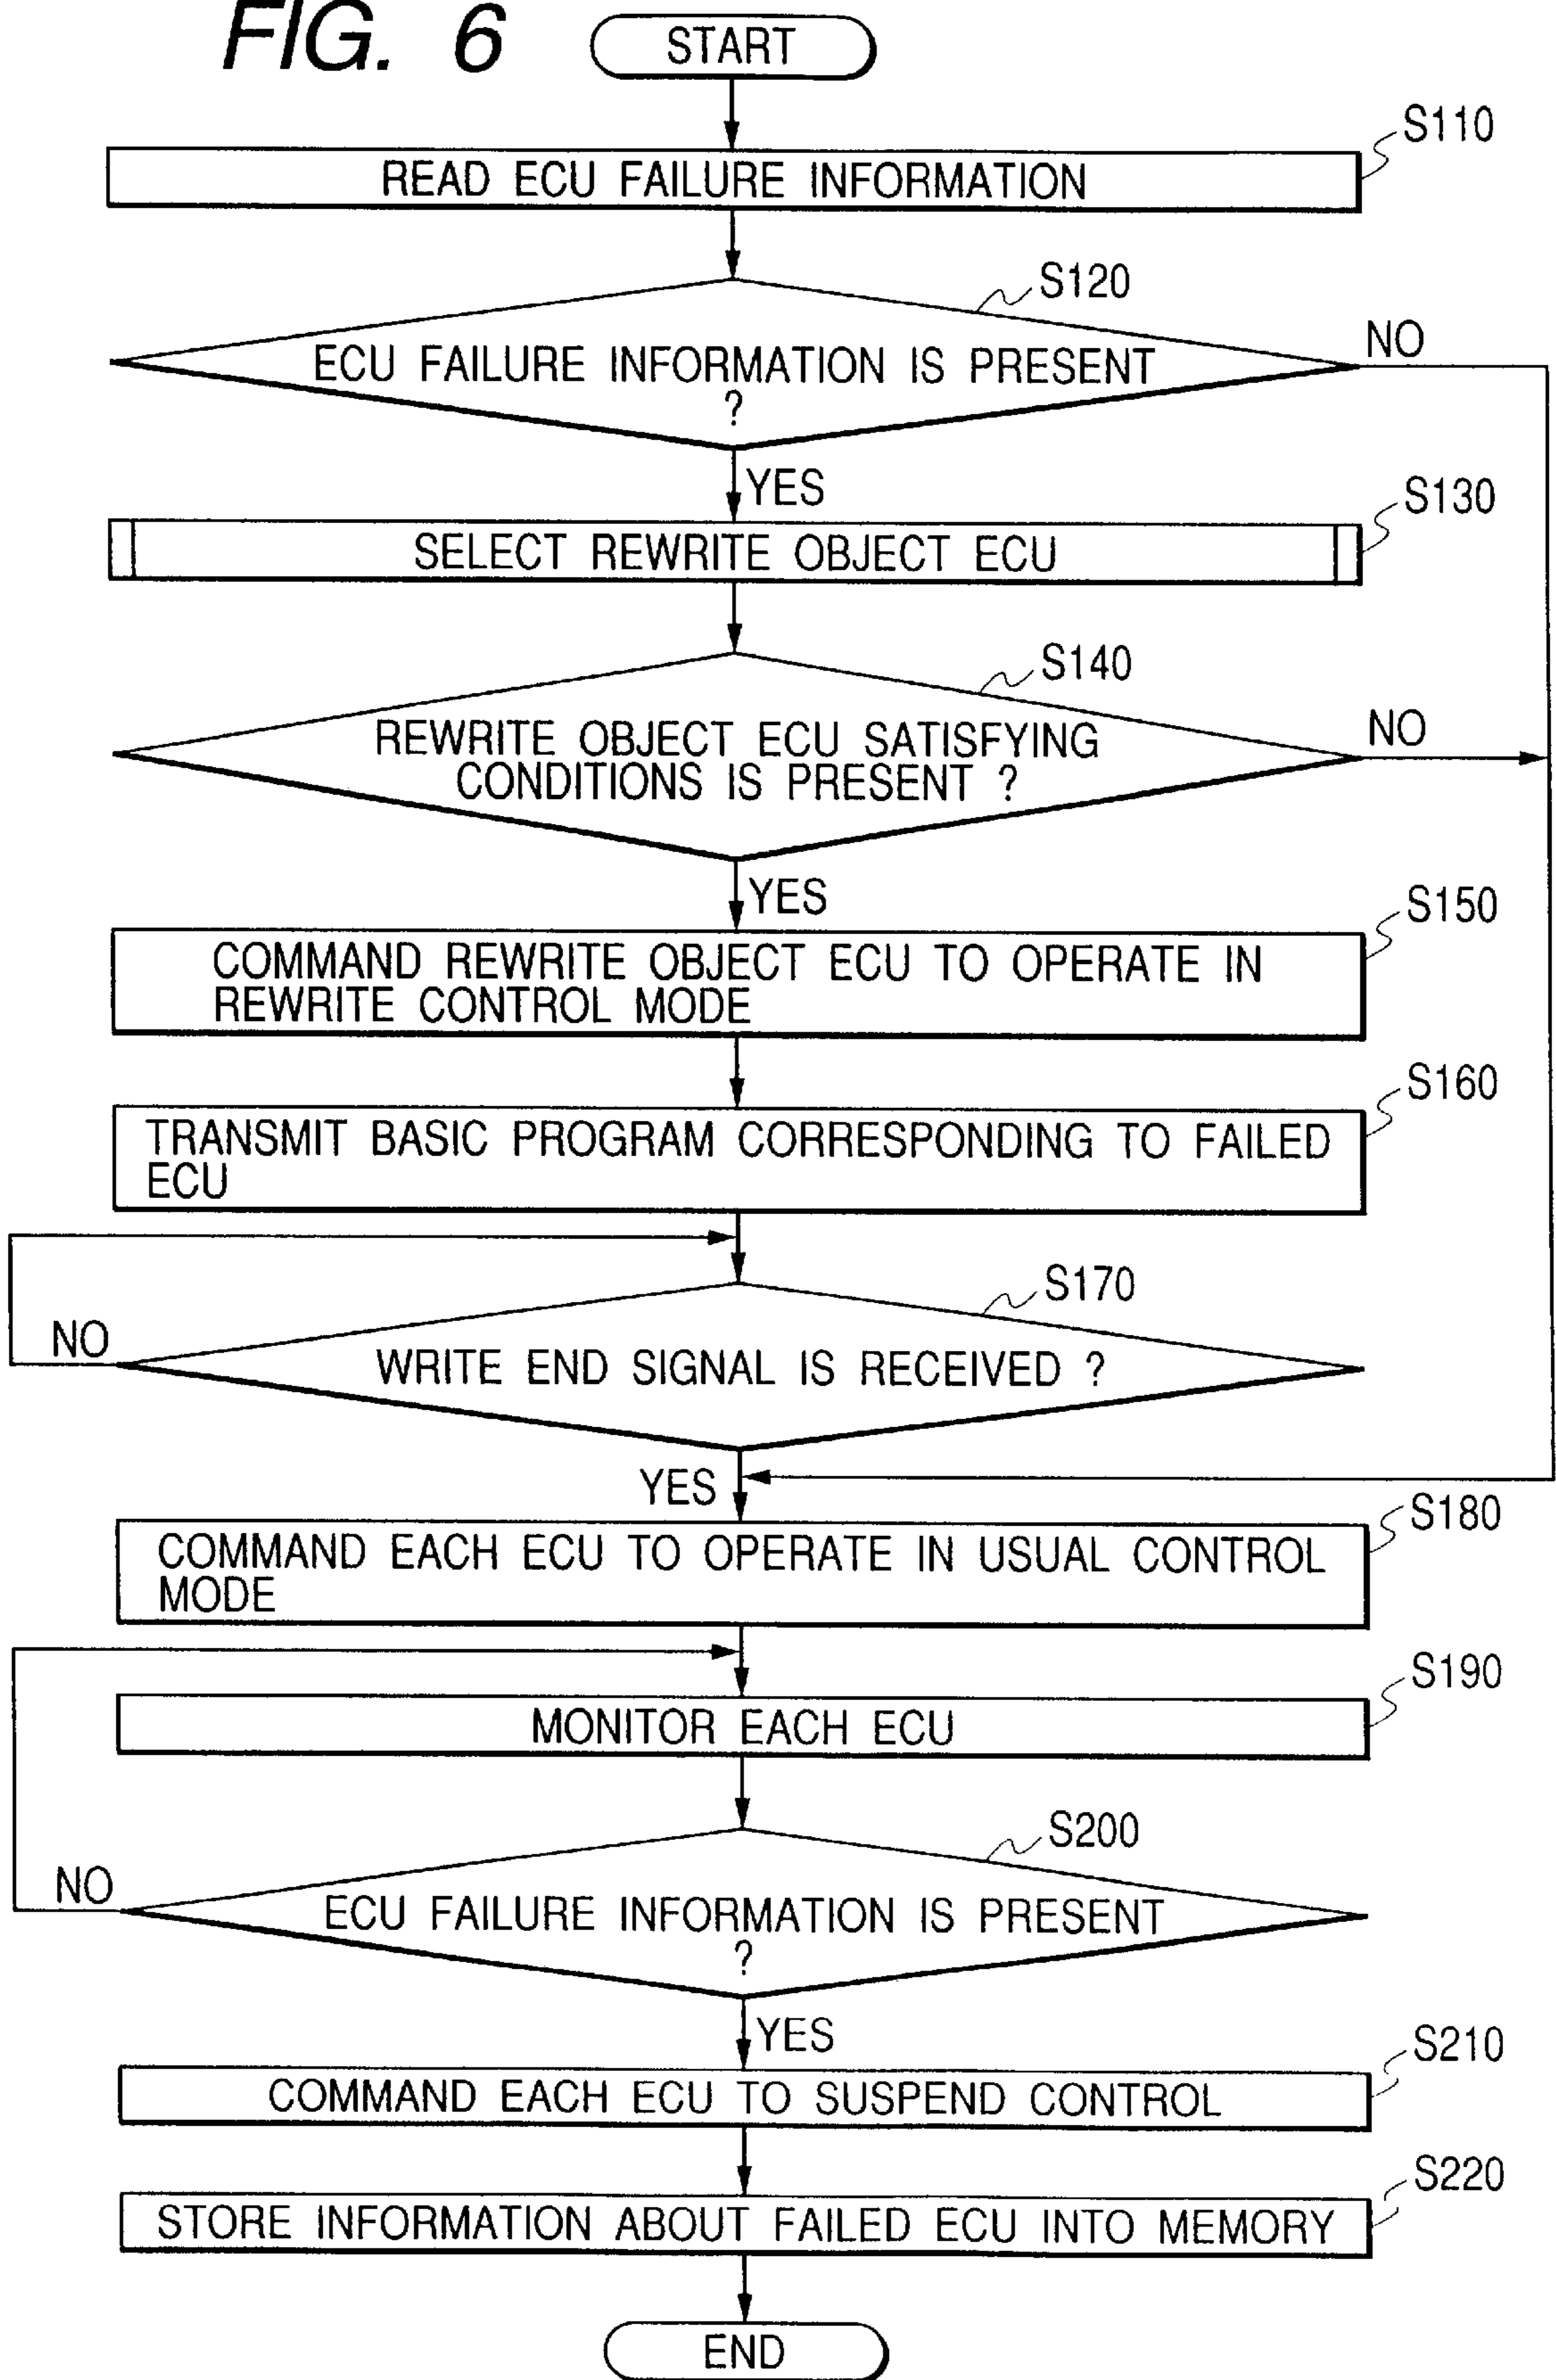 FIG. 6
START
S110
READ ECU FAILURE INFORMATION
S120
NO
ECU FAILURE INFORMATION IS PRESENT
?
YES
S130
SELECT REWRITE OBJECT ECU
S140
REWRITE OBJECT ECU SATISFYING
CONDITIONS IS PRESENT ?
NO
YES
S150
COMMAND REWRITE OBJECT ECU TO OPERATE IN
REWRITE CONTROL MODE
S160
TRANSMIT BASIC PROGRAM CORRESPONDING TO FAILED
ECU
S170
NO
WRITE END SIGNAL IS RECEIVED ?
YES
S180
COMMAND EACH ECU TO OPERATE IN USUAL CONTROL
MODE
S190
MONITOR EACH ECU
S200
NO
ECU FAILURE INFORMATION IS PRESENT
?
YES
S210
COMMAND EACH ECU TO SUSPEND CONTROL
S220
STORE INFORMATION ABOUT FAILED ECU INTO MEMORY
END